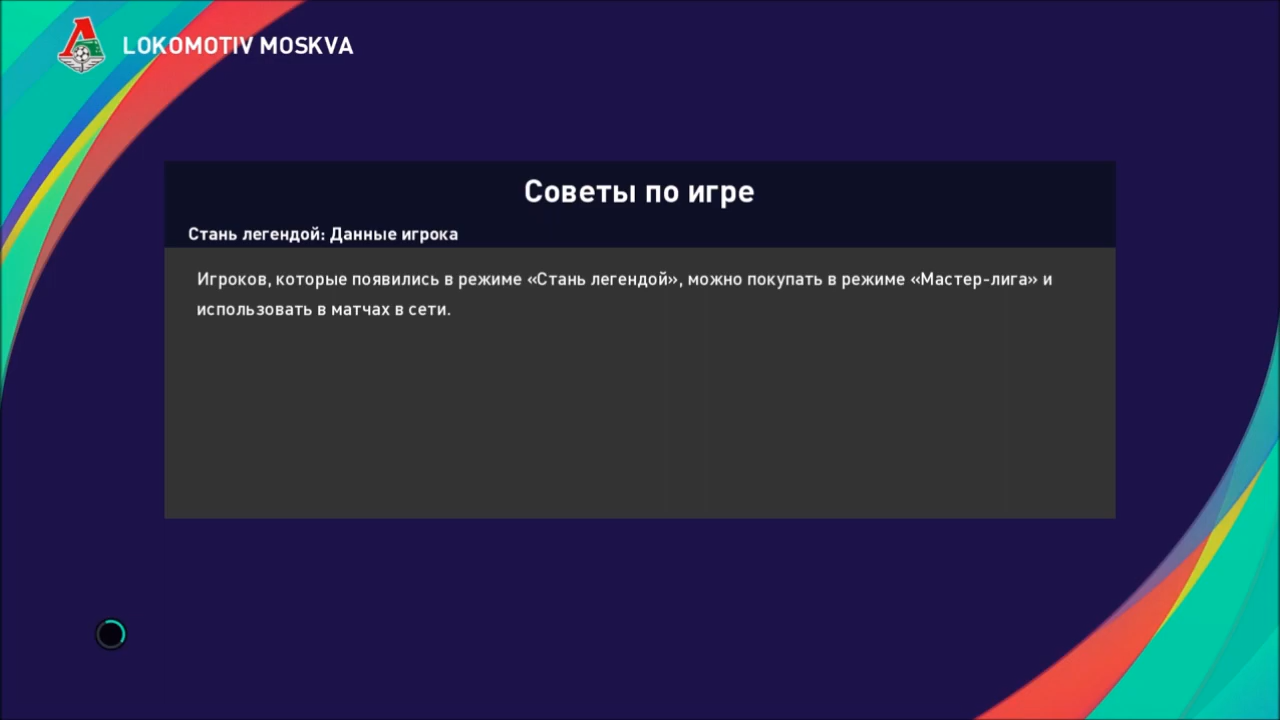 LOKOMOTIV MOSKVA
Советы по игре
Стань легендой: Данные игрока
Игроков, которые появились в режиме «Стань легендой», можно покупать в режиме «Мастер-лига» и
использовать в матчах в сети.